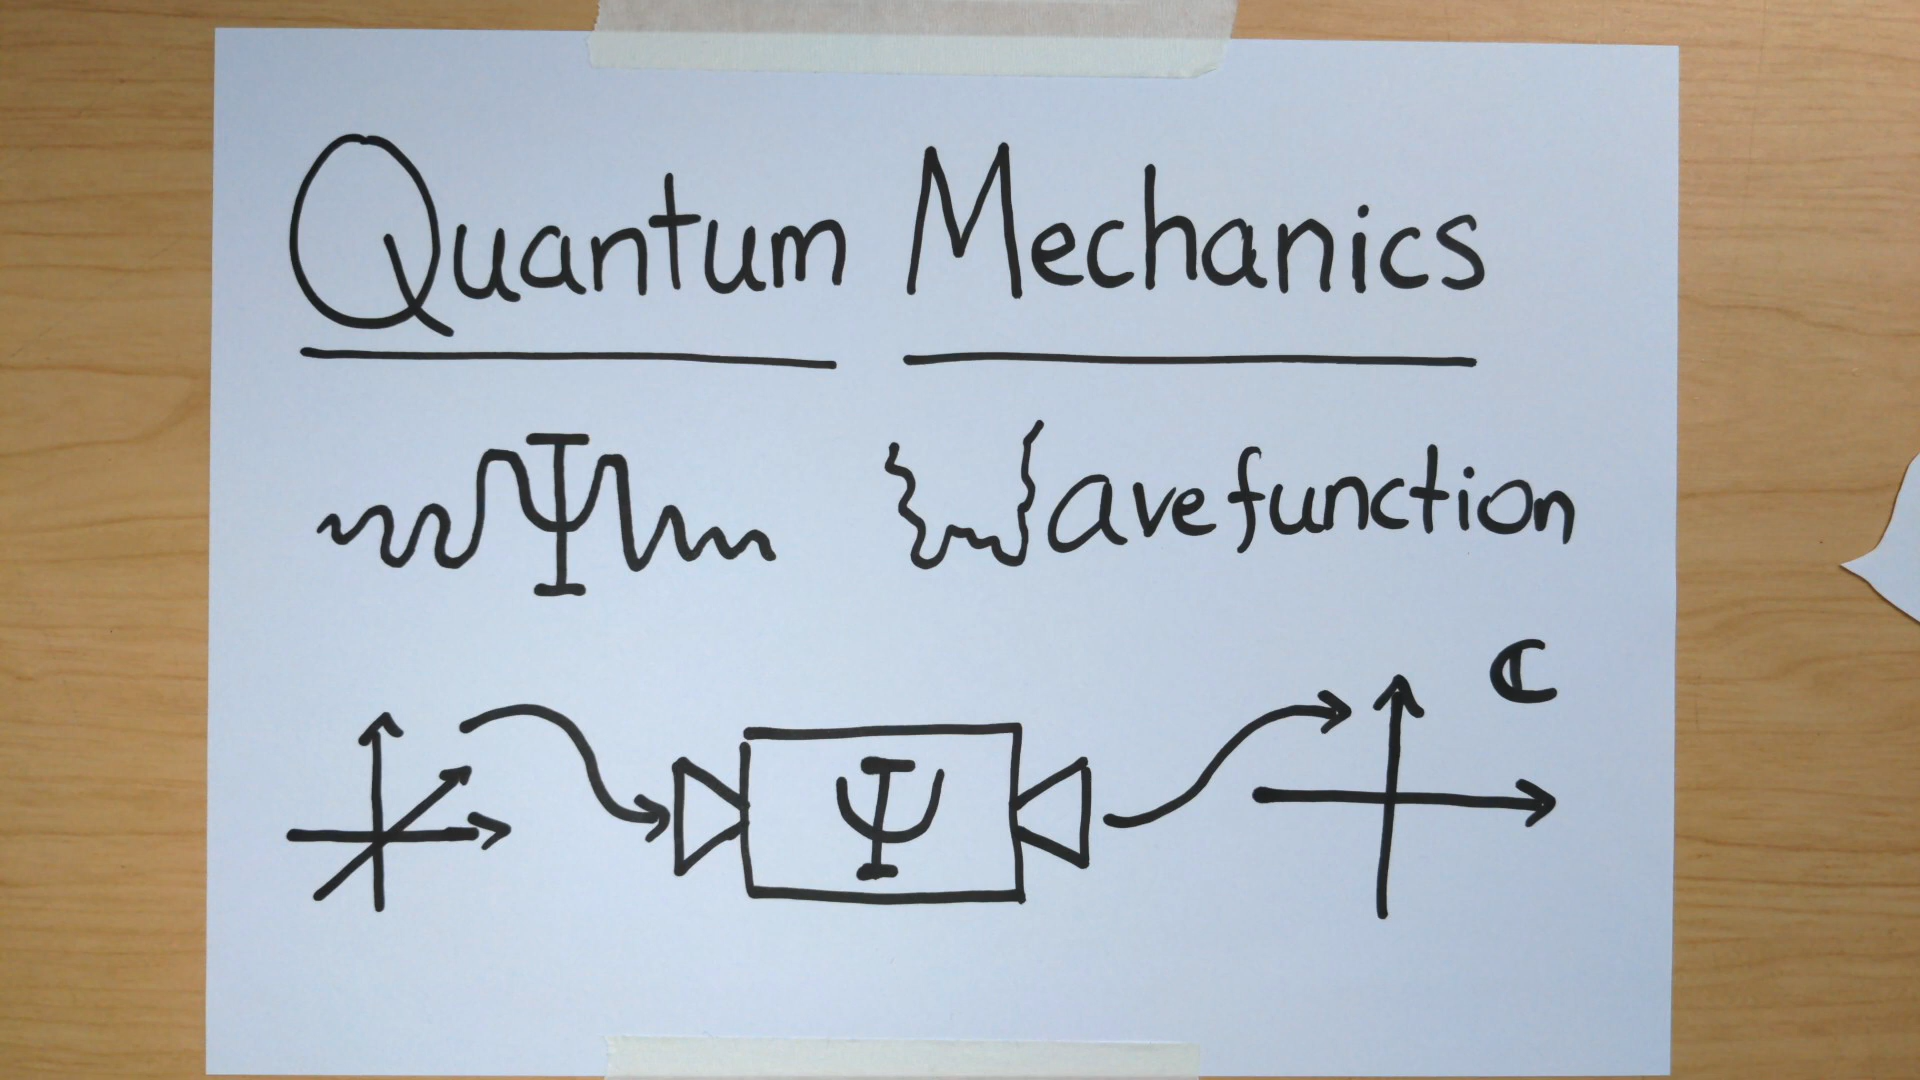 Quantum Mechanics
Ψ Wavefunction
ℂ
Ψ